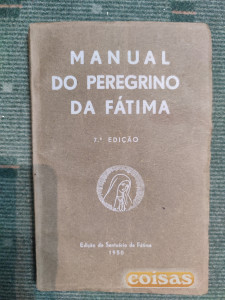 MANUAL
DO PEREGRINO
DA FÁTIMA
7.ª EDIÇÃO
Edição do Santuário da Fátima
coisas